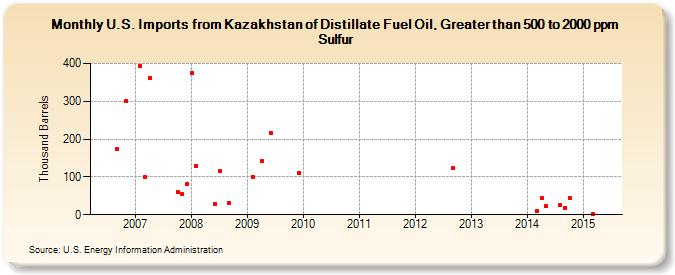 Monthly U.S. Imports from Kazakhstan of Distillate Fuel Oil, Greater than 500 to 2000 ppm
Sulfur
Thousand Barrels
400
300
200
100
0
2007 2008 2009 2010 2011 2012 2013 2014 2015
Source: U.S. Energy Information Administration